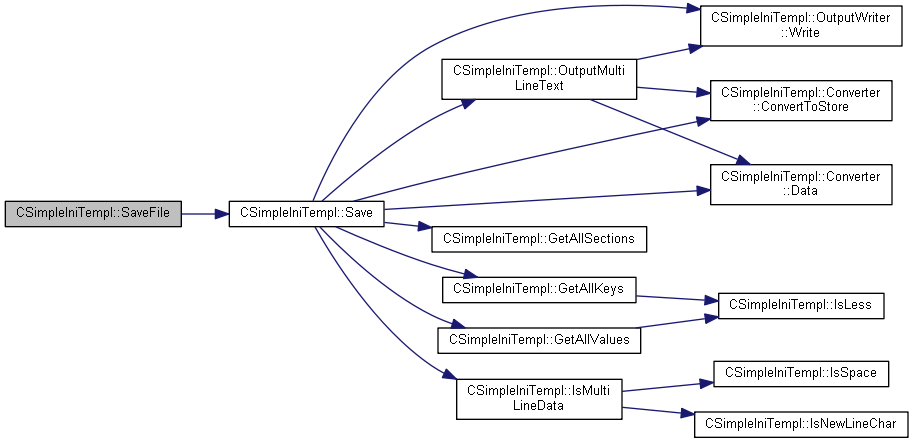 CSimpleIniTempl::SaveFile
CSimpleIniTempl::Save
CSimpleIniTempl::OutputWriter
::Write
CSimpleIniTempl::OutputMulti
LineText
CSimpleIniTempl::Converter
::ConvertToStore
CSimpleIniTempl::Converter
::Data
CSimpleIniTempl::GetAllSections
CSimpleIniTempl::GetAllKeys
CSimpleIniTempl::IsLess
CSimpleIniTempl::GetAllValues
CSimpleIniTempl::IsMulti
LineData
CSimpleIniTempl::IsSpace
CSimpleIniTempl::IsNewLineChar